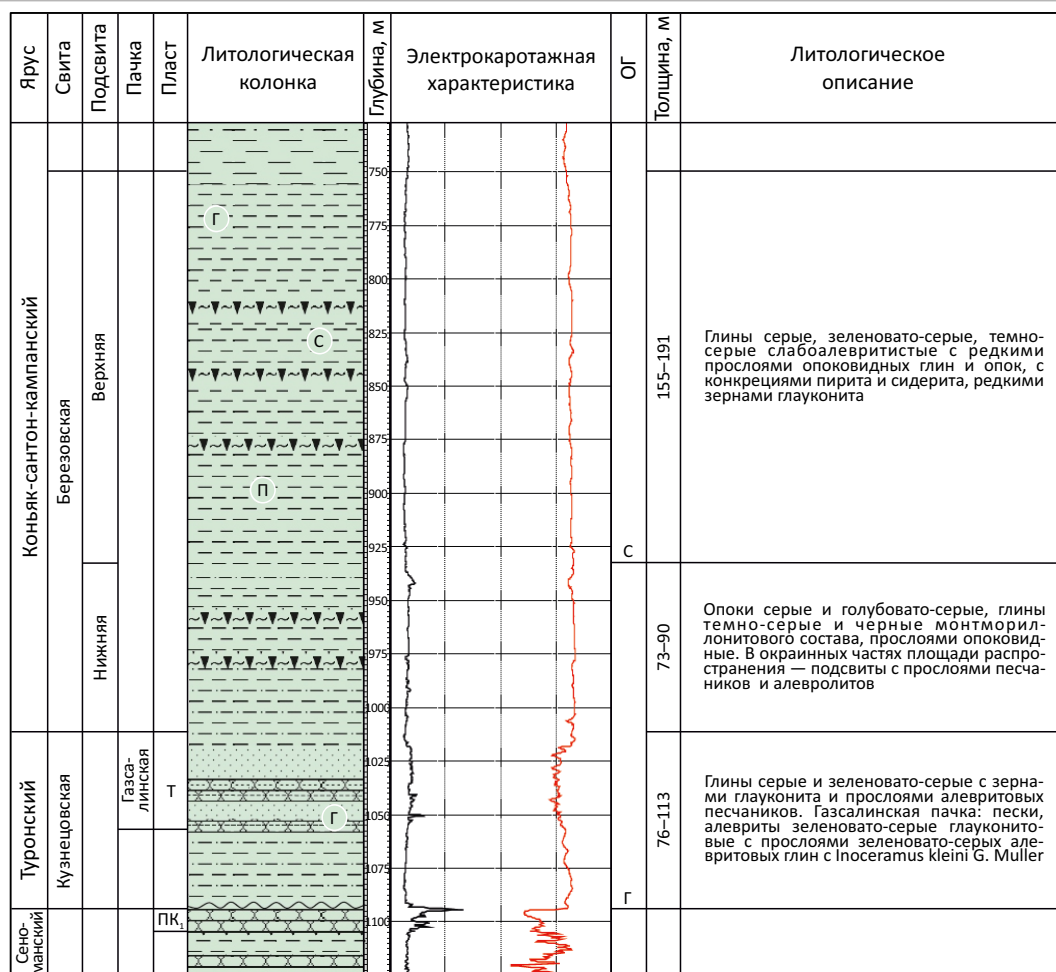 Ярус
Свита
Подсвита
Пачка
Пласт
Литологическая
колонка
Глубина, м
Электрокаротажная
характеристика
ОГ
Толщина, м
Литологическое
описание
Коньяк-сантон-кампанский
Березовская
Верхняя
Г
С
П
750
775
800
825
850
875
900
925
С
155–191
Глины серые, зеленовато-серые, темно-
серые слабоалевритистые с редкими
прослоями опоковидных глин и опок, с
конкрециями пирита и сидерита, редкими
зернами глауконита
Нижняя
950
975
1000
73–90
Опоки серые и голубовато-серые, глины
темно-серые и черные монтморил-
лонитового состава, прослоями опоковид-
ные. В окраинных частях площади распро-
странения — подсвиты с прослоями песча-
ников и алевролитов
Туронский
Кузнецовская
Газса-
линская
Т
Г
1025
1050
1075
Г
76–113
Глины серые и зеленовато-серые с зерна-
ми глауконита и прослоями алевритовых
песчаников. Газсалинская пачка: пески,
алевриты зеленовато-серые глауконито-
вые с прослоями зеленовато-серых але-
вритовых глин с Inoceramus kleini G. Muller
Сено-
манский
ПК₁
1100